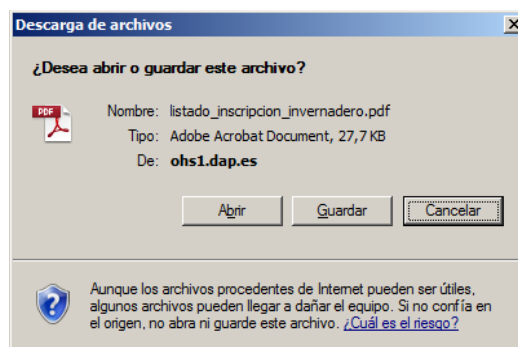 Descarga de archivos
¿Desea abrir o guardar este archivo?
PDF
Nombre: listado_inscripcion_invernadero.pdf
Tipo: Adobe Acrobat Document, 27,7 KB
De: ohs1.dap.es
Abrir Guardar Cancelar
Aunque los archivos procedentes de Internet pueden ser útiles,
algunos archivos pueden llegar a dañar el equipo. Si no confía en
el origen, no abra ni guarde este archivo. ¿Cuál es el riesgo?